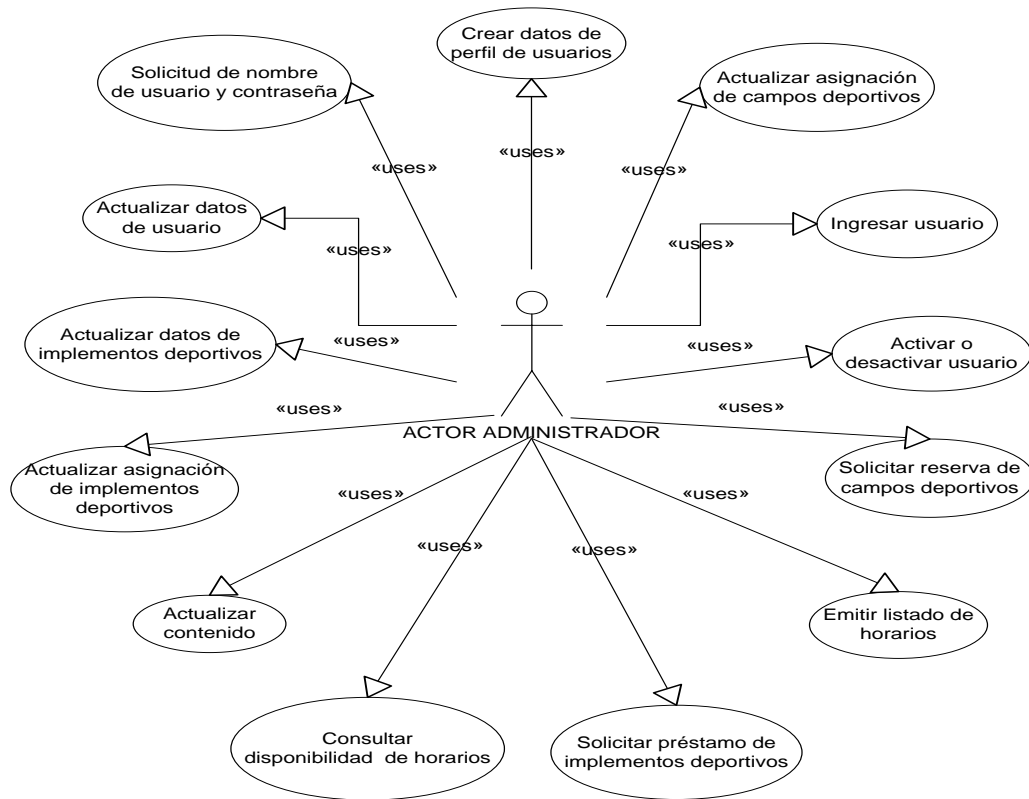 Crear datos de
perfil de usuarios
Solicitud de nombre
de usuario y contraseña
Actualizar asignación
de campos deportivos
«uses»
«uses»
«uses»
Actualizar datos
de usuario
«uses»
«uses»
Ingresar usuario
Actualizar datos de
implementos deportivos
«uses»
«uses»
Activar o
desactivar usuario
«uses»
«uses»
ACTOR ADMINISTRADOR
Actualizar asignación
de implementos
deportivos
Solicitar reserva de
campos deportivos
«uses»
«uses»
«uses»
«uses»
Actualizar
contenido
Emitir listado de
horarios
Consultar
disponibilidad de horarios
Solicitar préstamo de
implementos deportivos